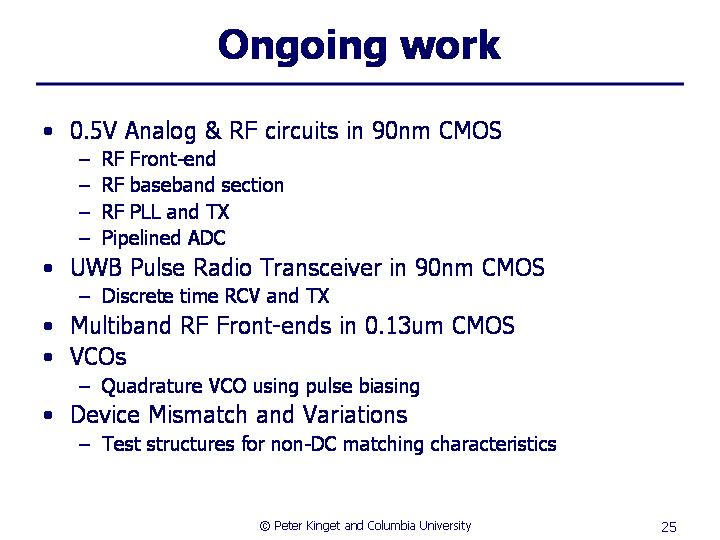 Ongoing work
• 0.5V Analog & RF circuits in 90nm CMOS
– RF Front-end
– RF baseband section
– RF PLL and TX
– Pipelined ADC
• UWB Pulse Radio Transceiver in 90nm CMOS
– Discrete time RCV and TX
• Multiband RF Front-ends in 0.13um CMOS
• VCOs
– Quadrature VCO using pulse biasing
• Device Mismatch and Variations
– Test structures for non-DC matching characteristics
© Peter Kinget and Columbia University
25